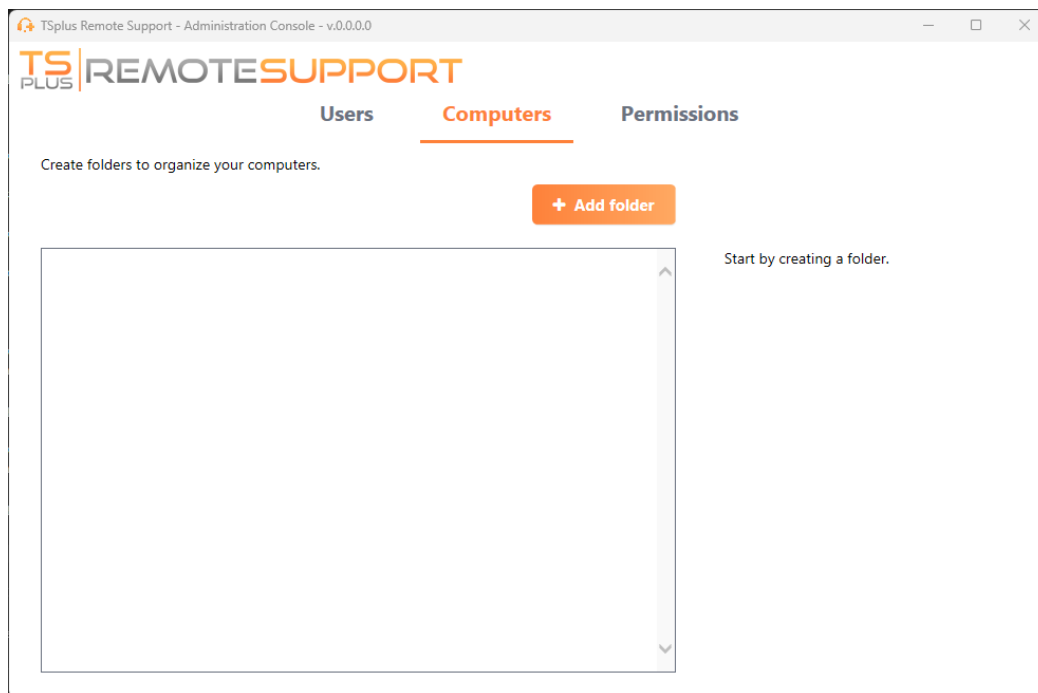 TSplus Remote Support - Administration Console - v.0.0.0.0
TS PLUS REMOTESUPPORT
Users Computers Permissions
Create folders to organize your computers.
+ Add folder
Start by creating a folder.